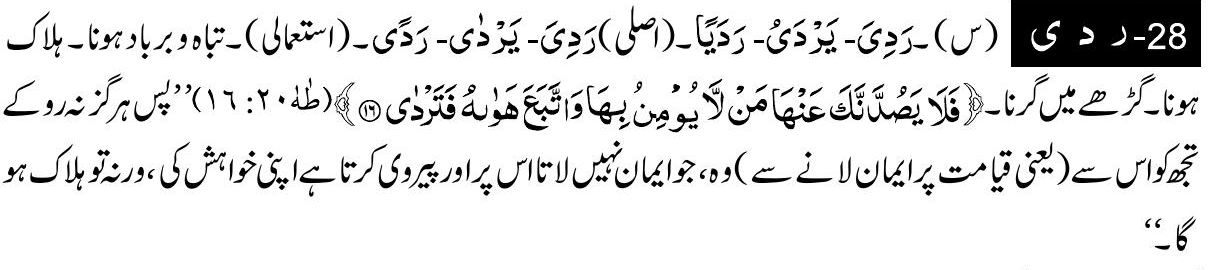 28- ر د ی (س)۔ رَدِیَ - یَرْدَیُ - رَدَیًا۔ (اصلی) رَدِیَ - یَرْدٰی - رَدًی۔ (استعمالی)۔ تباہ و برباد ہونا۔ ہلاک
ہونا۔ گڑھے میں گرنا۔ ﴿فَلَا یَصُدَّنَّكَ عَنْهَا مَنْ لَّا یُؤْمِنُ بِهَا وَاتَّبَعَ هَوٰىهُ فَتَرْدٰی ۝۱۶﴾ (طٰهٰ ۲۰: ۱۶) ’’پس ہرگز نہ روکے
تجھ کو اس سے (یعنی قیامت پر ایمان لانے سے) وہ، جو ایمان نہیں لاتا اس پر اور پیروی کرتا ہے اپنی خواہش کی، ورنہ تو ہلاک ہو
گا۔‘‘